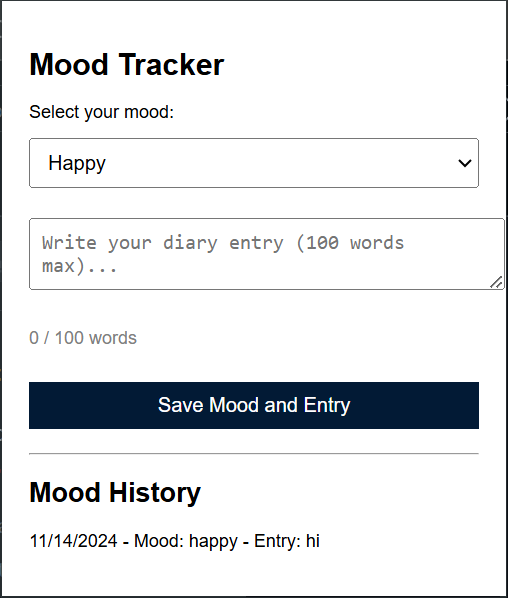 Mood Tracker
Select your mood:
Happy
Write your diary entry (100 words
max)...
0 / 100 words
Save Mood and Entry
Mood History
11/14/2024 - Mood: happy - Entry: hi